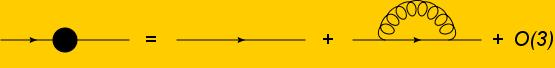 = + + O(3)